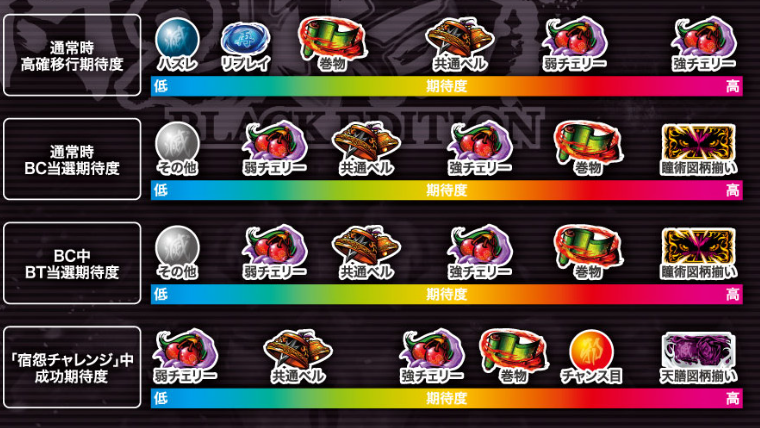 通常時
高確移行期待度
ハズレ
リプレイ
巻物
共通ベル
弱チェリー
強チェリー
低
期待度
高
BLACK EDITION
通常時
BC当選期待度
その他
弱チェリー
共通ベル
強チェリー
巻物
瞳術図柄揃い
低
期待度
高
BC中
BT当選期待度
その他
弱チェリー
共通ベル
強チェリー
巻物
瞳術図柄揃い
低
期待度
高
「宿怨チャレンジ」中
成功期待度
弱チェリー
共通ベル
強チェリー
巻物
チャンス目
天膳図柄揃い
低
期待度
高